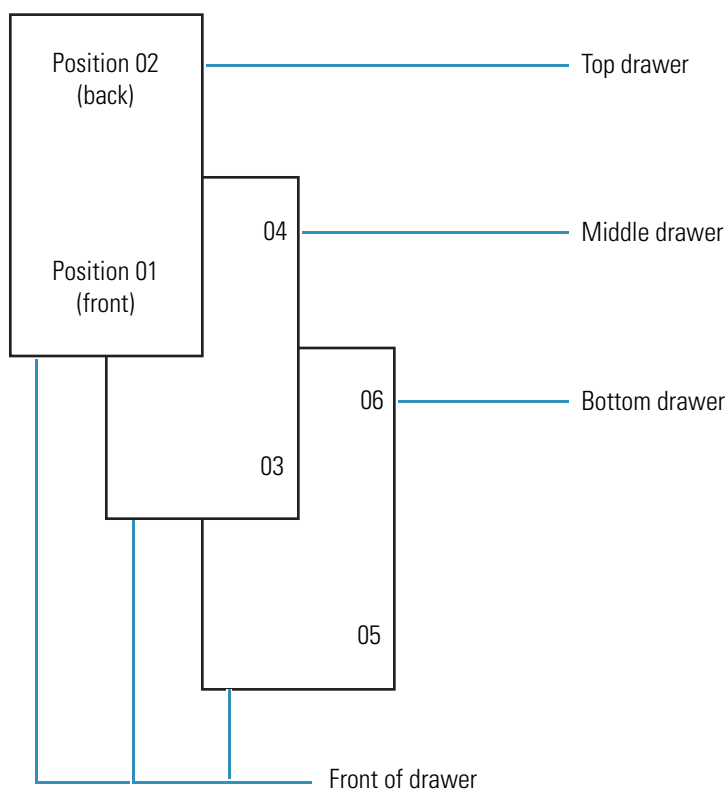 Position 02
(back)
Top drawer
04
Middle drawer
Position 01
(front)
06
Bottom drawer
03
05
Front of drawer